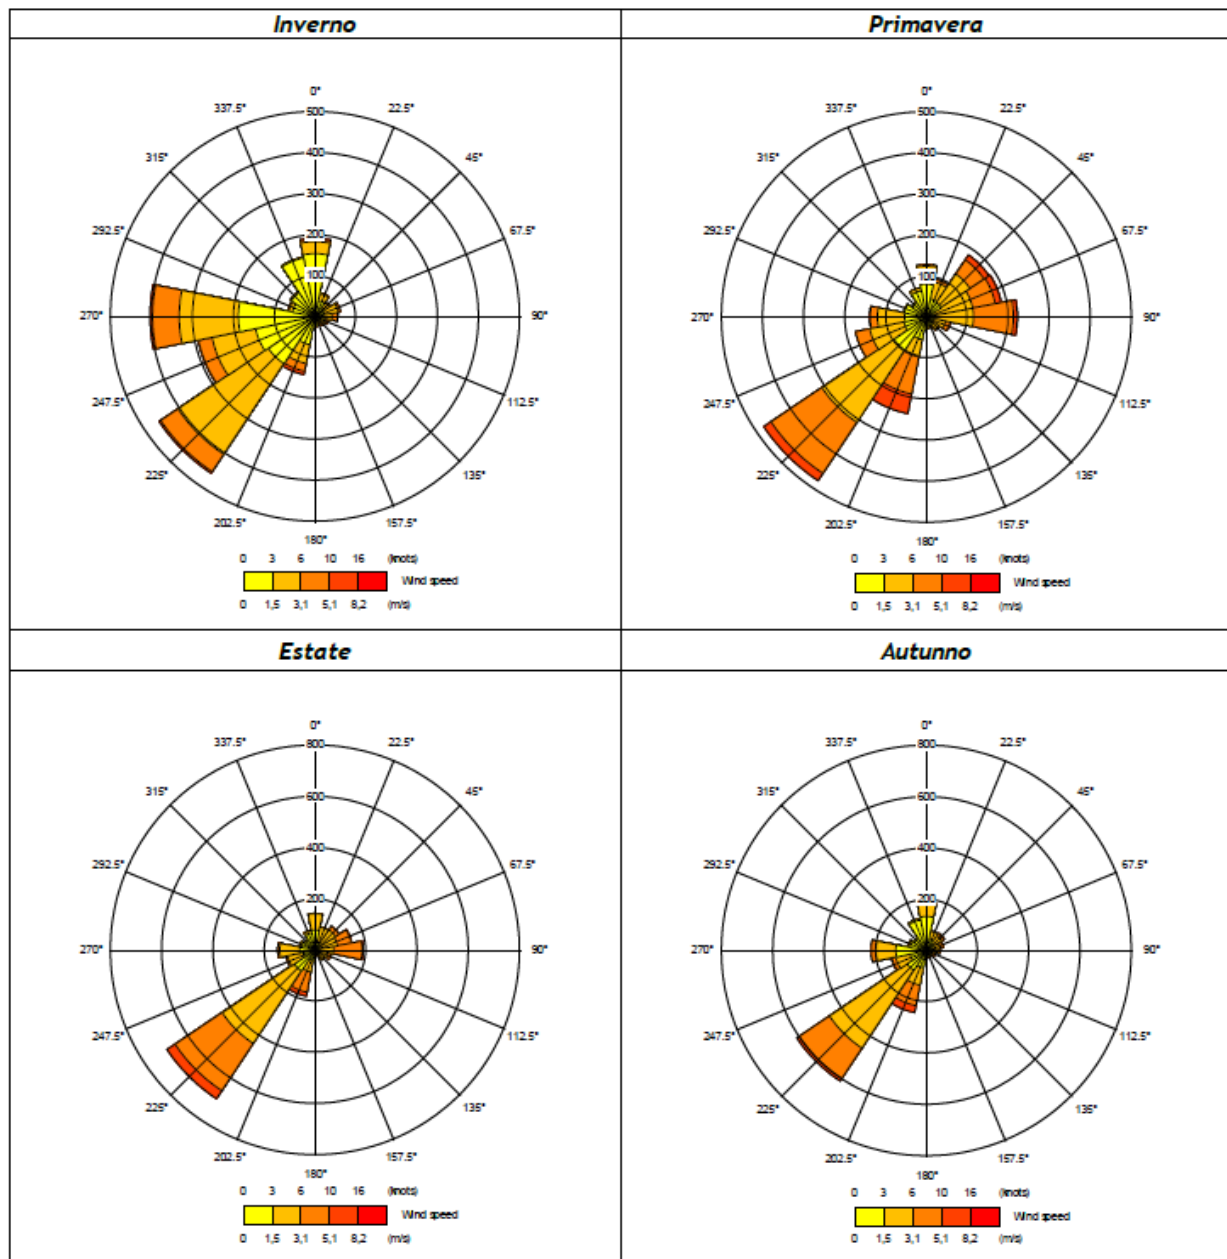 Inverno
0°
337.5° 500 22.5°
315° 400 45°
300
292.5° 200 67.5°
100
270° 90°
247.5° 112.5°
225° 135°
202.5° 157.5°
180°
0 3 6 10 16 (knots)
Wind speed
0 1,5 3,1 5,1 8,2 (m/s)
Primavera
0°
337.5° 500 22.5°
315° 400 45°
300
292.5° 200 67.5°
100
270° 90°
247.5° 112.5°
225° 135°
202.5° 157.5°
180°
0 3 6 10 16 (knots)
Wind speed
0 1,5 3,1 5,1 8,2 (m/s)
Estate
0°
337.5° 800 22.5°
315° 600 45°
292.5° 400 67.5°
200
270° 90°
247.5° 112.5°
225° 135°
202.5° 157.5°
180°
0 3 6 10 16 (knots)
Wind speed
0 1,5 3,1 5,1 8,2 (m/s)
Autunno
0°
337.5° 800 22.5°
315° 600 45°
292.5° 400 67.5°
200
270° 90°
247.5° 112.5°
225° 135°
202.5° 157.5°
180°
0 3 6 10 16 (knots)
Wind speed
0 1,5 3,1 5,1 8,2 (m/s)